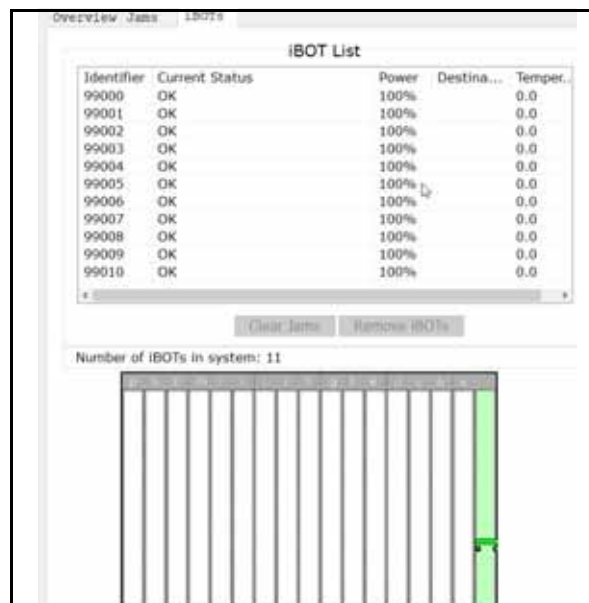 Overview Jams iBOTs
iBOT List
Identifier Current Status Power Destina... Temper..
99000 OK 100% 0.0
99001 OK 100% 0.0
99002 OK 100% 0.0
99003 OK 100% 0.0
99004 OK 100% 0.0
99005 OK 100% 0.0
99006 OK 100% 0.0
99007 OK 100% 0.0
99008 OK 100% 0.0
99009 OK 100% 0.0
99010 OK 100% 0.0
Clear Jams Remove iBOTs
Number of iBOTs in system: 11